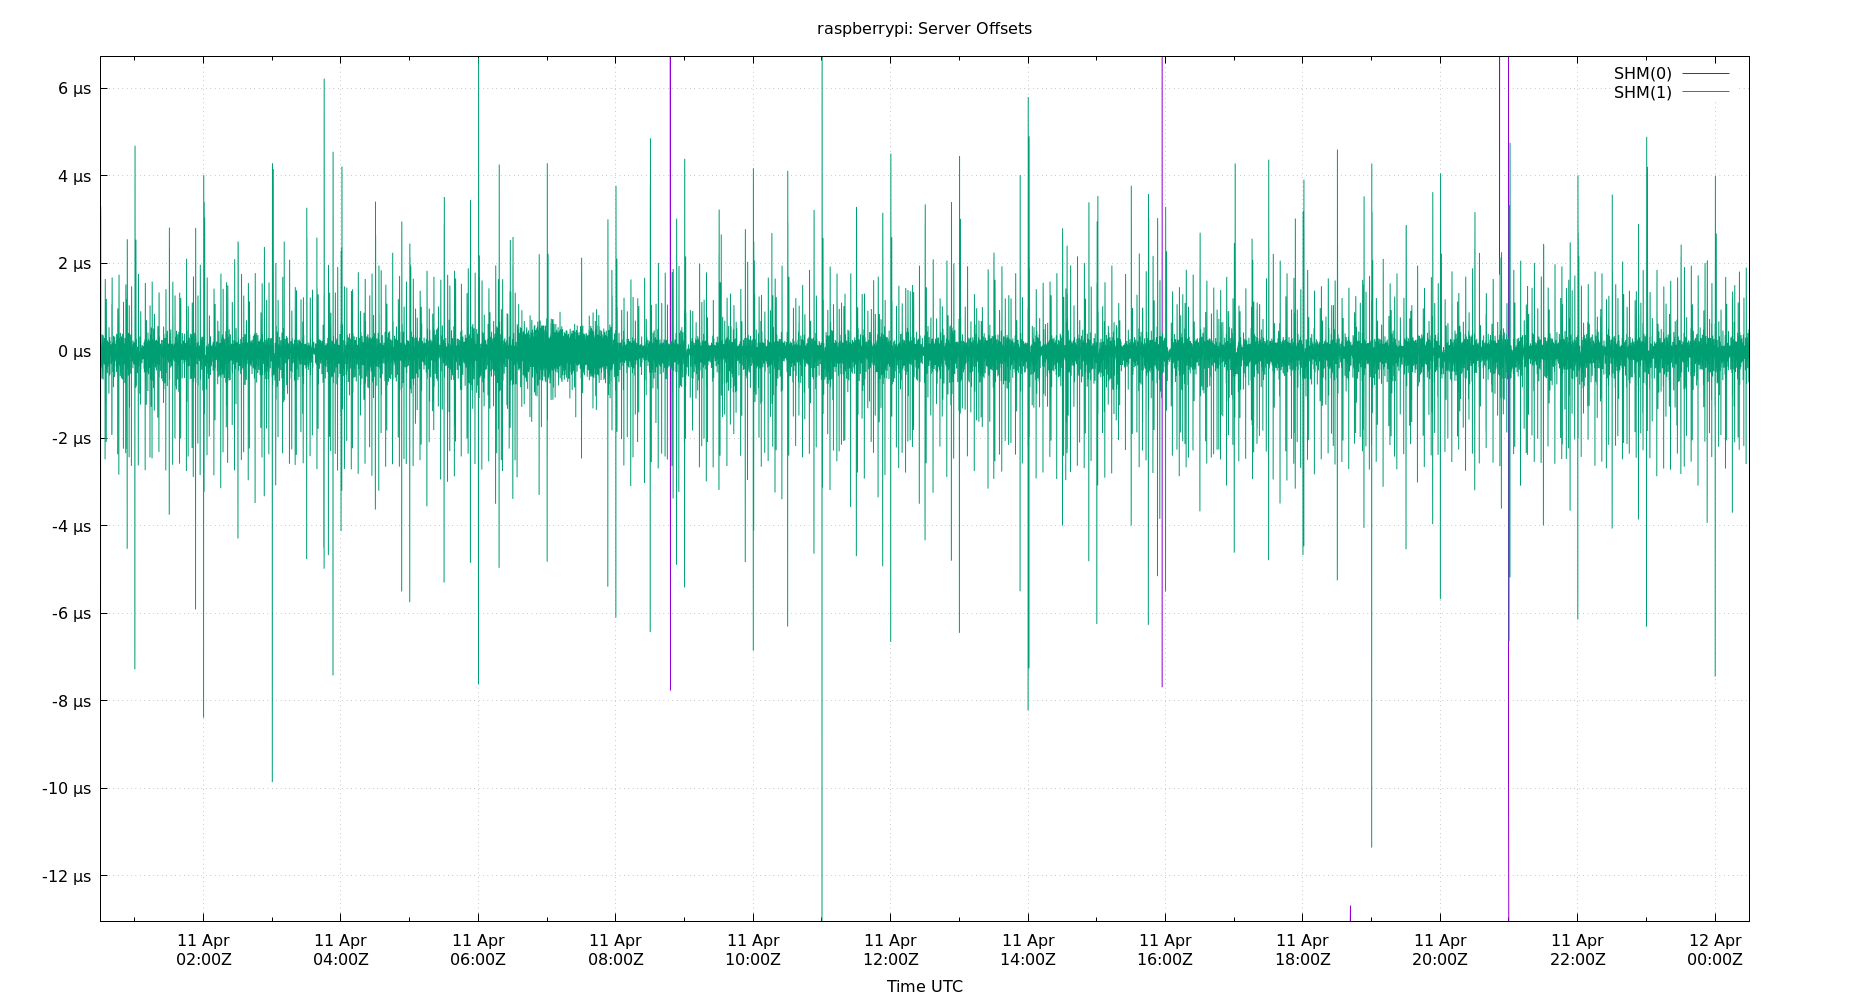 raspberrypi: Server Offsets
SHM(0)
SHM(1)
6 µs
4 µs
2 µs
0 µs
-2 µs
-4 µs
-6 µs
-8 µs
-10 µs
-12 µs
11 Apr 11 Apr 11 Apr 11 Apr 11 Apr 11 Apr 11 Apr 11 Apr 11 Apr 11 Apr 11 Apr 12 Apr
02:00Z 04:00Z 06:00Z 08:00Z 10:00Z 12:00Z 14:00Z 16:00Z 18:00Z 20:00Z 22:00Z 00:00Z
Time UTC